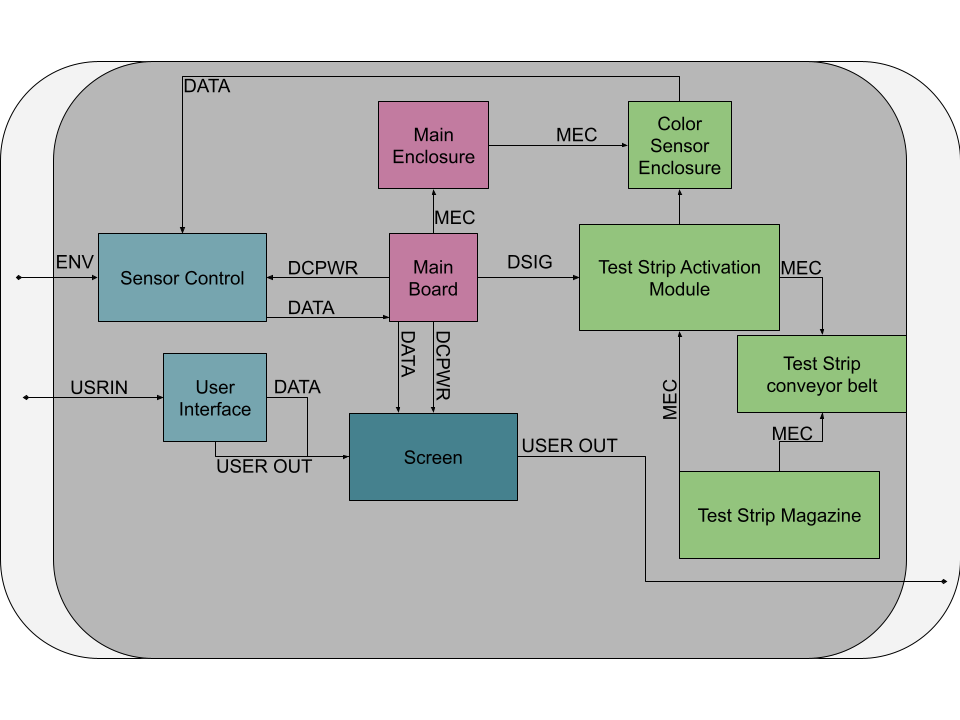 DATA
Main
Enclosure
MEC
Color
Sensor
Enclosure
MEC
ENV
Sensor Control
DCPWR
DATA
Main
Board
DSIG
Test Strip Activation
Module
MEC
USRIN
User
Interface
DATA
USER OUT
DATA
DCPWR
Screen
USER OUT
MEC
Test Strip
conveyor belt
MEC
Test Strip Magazine